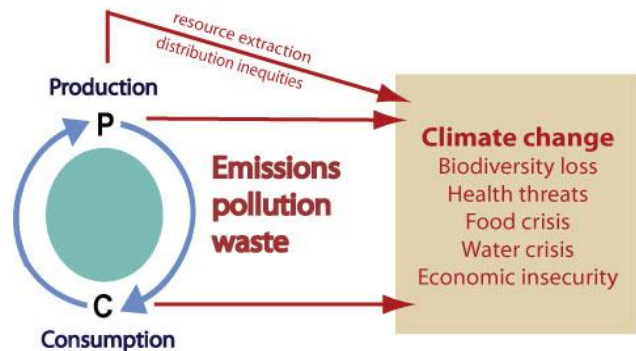 resource extraction
distribution inequities
Production
P
Emissions
pollution
waste
C
Consumption
Climate change
Biodiversity loss
Health threats
Food crisis
Water crisis
Economic insecurity